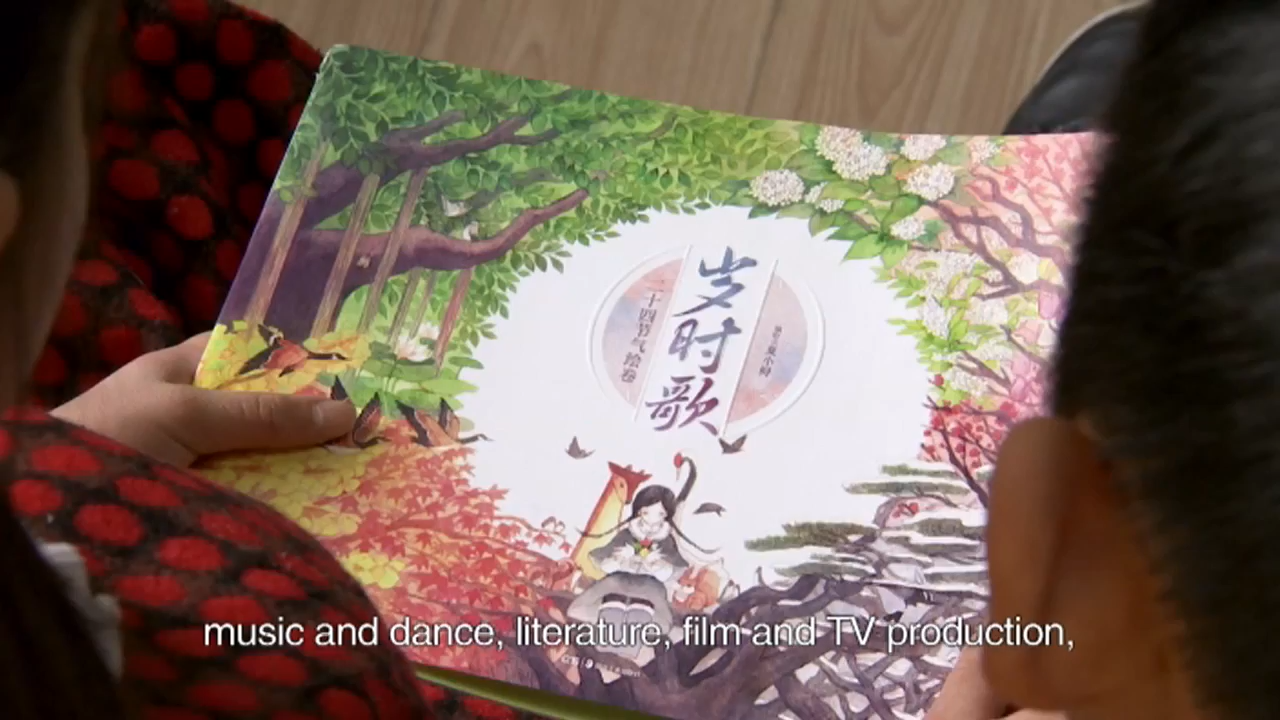 岁时歌
二十四节气 绘卷
music and dance, literature, film and TV production,